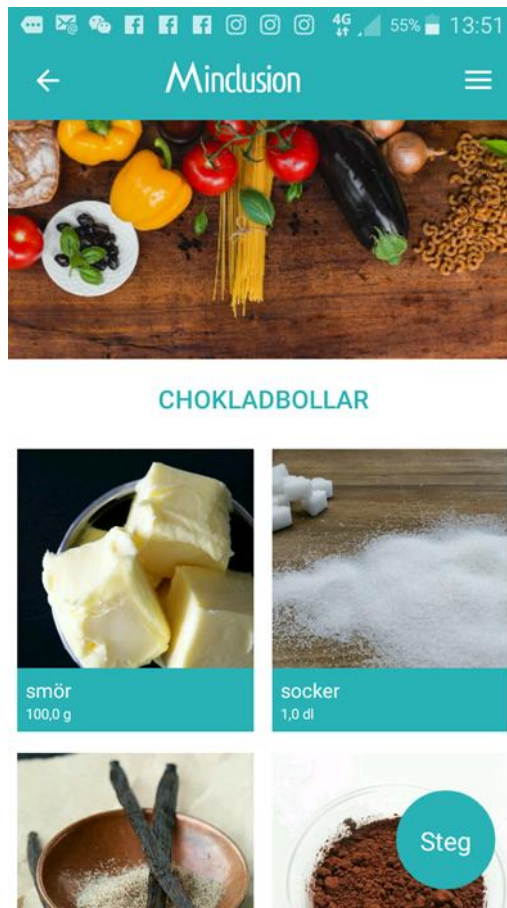 4G 55% 13:51
Minclusion
CHOKLADBOLLAR
smör
100,0 g
socker
1,0 dl
Steg